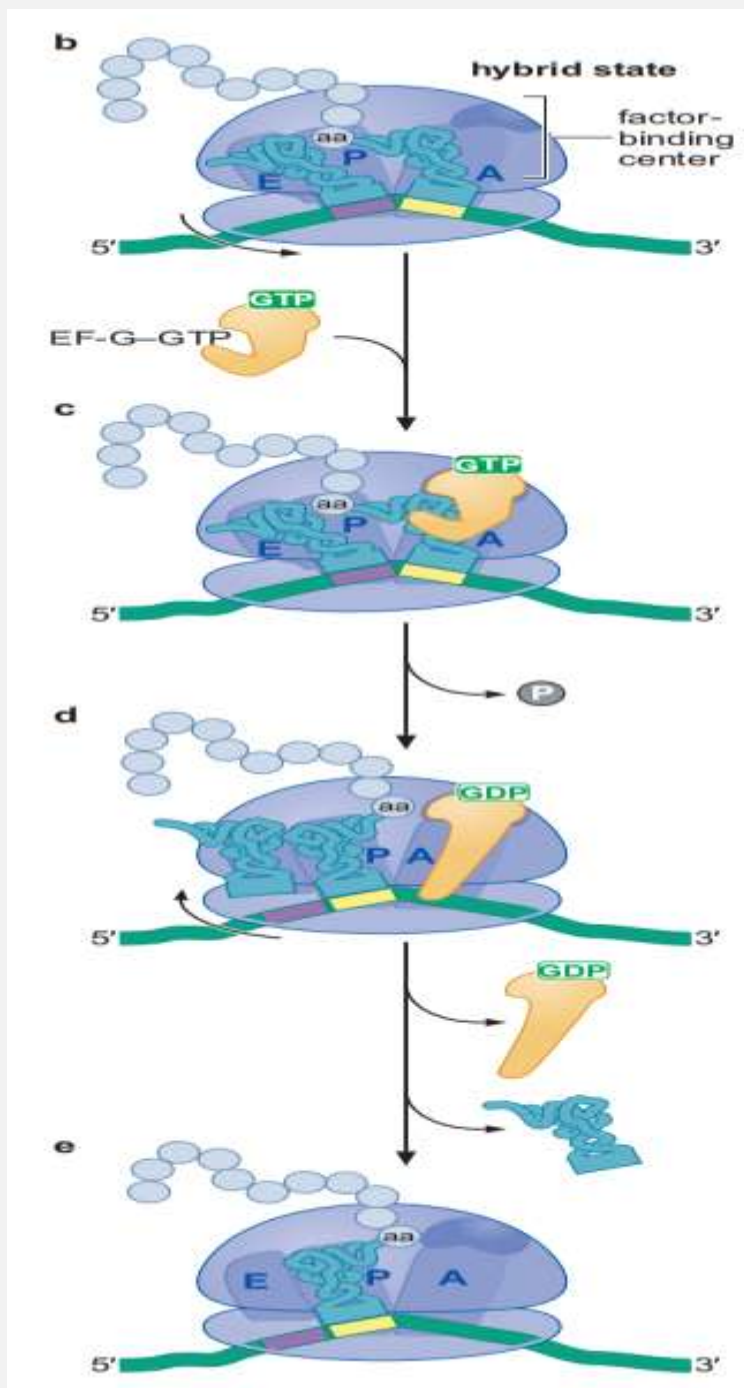 b
hybrid state
factor-
binding
center
aa
E
P
A
5′
3′
GTP
EF-G–GTP
c
GTP
aa
E
P
A
5′
3′
P
d
GDP
aa
P
A
5′
3′
GDP
e
aa
E
P
A
5′
3′